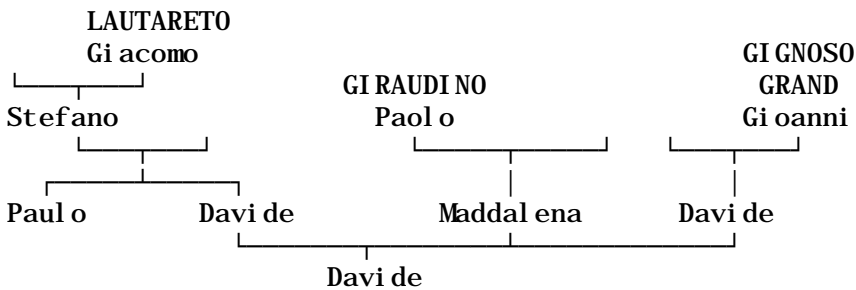 LAUTARETO
Giacomo GIGNOSO
GIRAUDINO GRAND
Stefano Paolo Gioanni
Paulo Davide Maddalena Davide
Davide